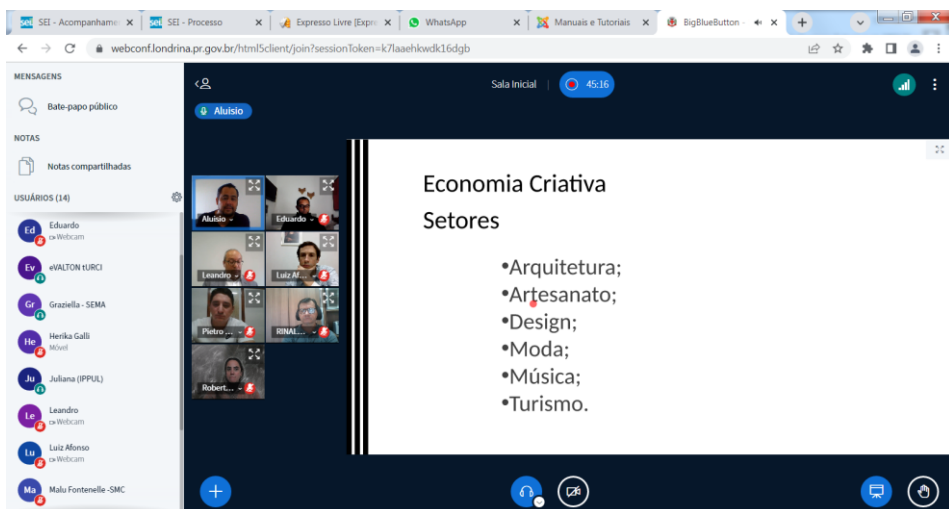 SEI - Acompanhamen
SEI - Processo
Expresso Livre [Expre
WhatsApp
Manuais e Tutoriais
BigBlueButton -
webconf.londrina.pr.gov.br/html5client/join?sessionToken=k7laaehkwdk16dgb
MENSAGENS
Bate-papo público
NOTAS
Notas compartilhadas
USUÁRIOS (14)
Ed
Eduardo
Webcam
Ev
eVALTON tURCI
Gr
Graziella - SEMA
He
Herika Galli
Móvel
Ju
Juliana (IPPUL)
Le
Leandro
Webcam
Lu
Luiz Afonso
Webcam
Ma
Malu Fontenelle -SMC
Sala Inicial
45:16
Aluisio
Aluisio
Eduardo
Leandro
Luiz Af...
Pietro ...
RINAL...
Robert...
Economia Criativa
Setores
•Arquitetura;
•Artesanato;
•Design;
•Moda;
•Música;
•Turismo.